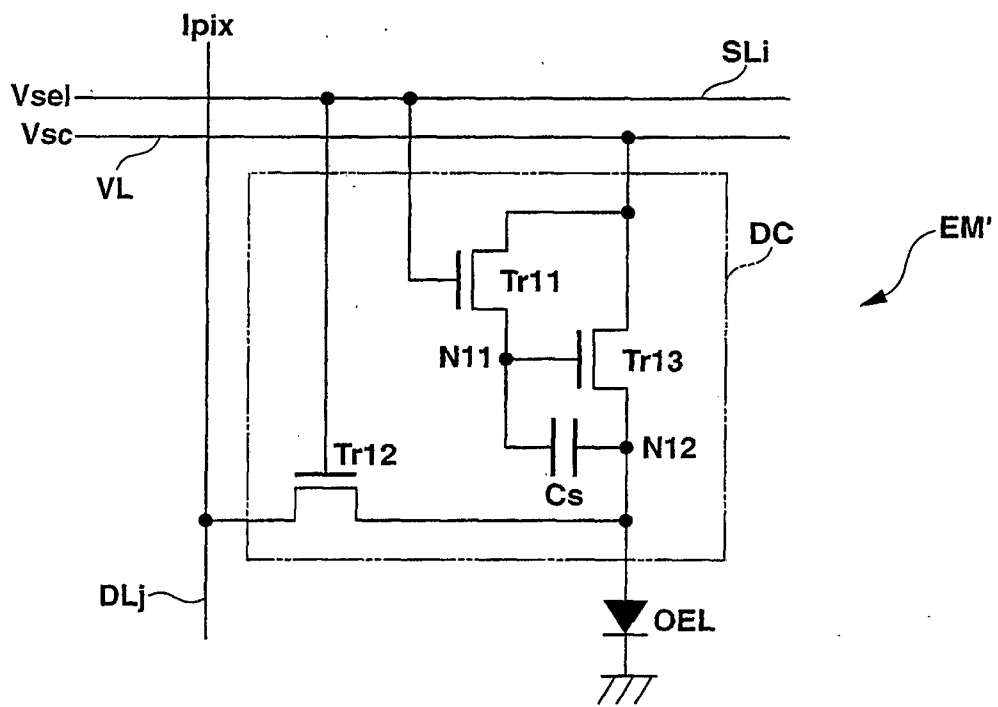 Ipix
SLi
Vsel
Vsc
VL
DC
EM'
Tr11
N11
Tr13
Tr12
N12
Cs
DLj
OEL